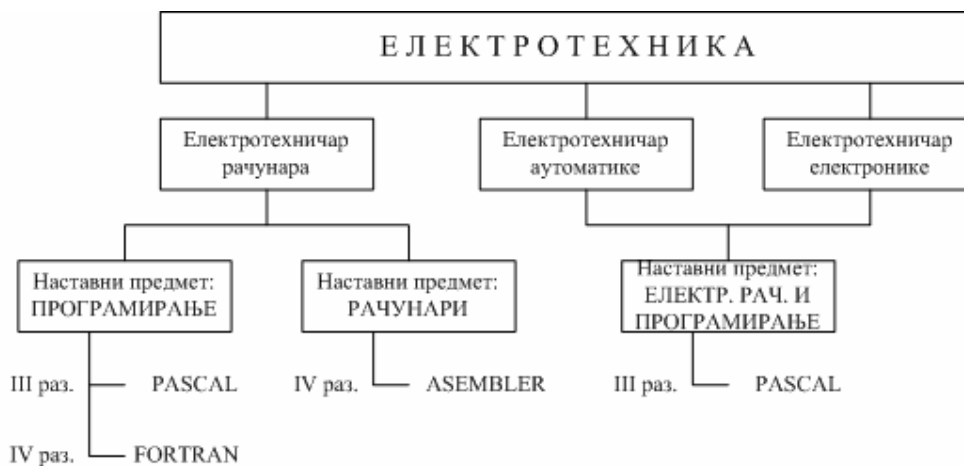 ЕЛЕКТРОТЕХНИКА
Електротехничар
рачунара
Електротехничар
аутоматике
Електротехничар
електронике
Наставни предмет:
ПРОГРАМИРАЊЕ
Наставни предмет:
РАЧУНАРИ
Наставни предмет:
ЕЛЕКТР. РАЧ. И
ПРОГРАМИРАЊЕ
III раз. PASCAL
IV раз. FORTRAN
IV раз. ASEMBLER
III раз. PASCAL